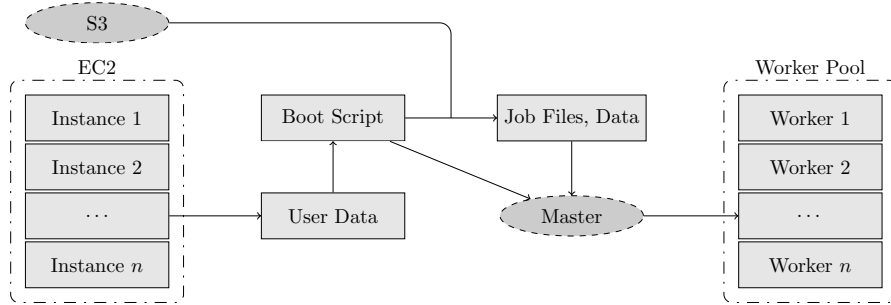 S3
EC2
Instance 1
Instance 2
...
Instance n
Boot Script
User Data
Job Files, Data
Master
Worker Pool
Worker 1
Worker 2
...
Worker n